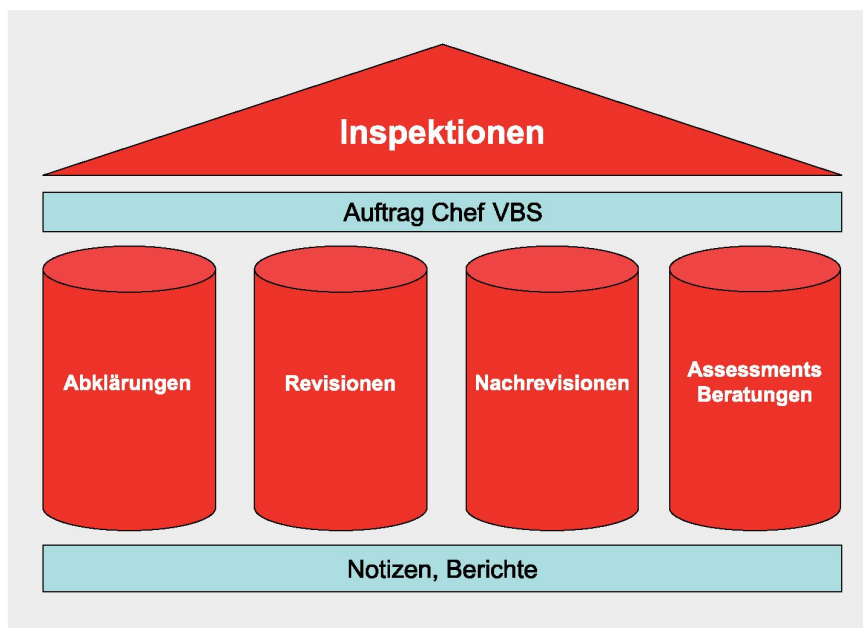 Inspektionen
Auftrag Chef VBS
Abklärungen
Revisionen
Nachrevisionen
Assessments
Beratungen
Notizen, Berichte